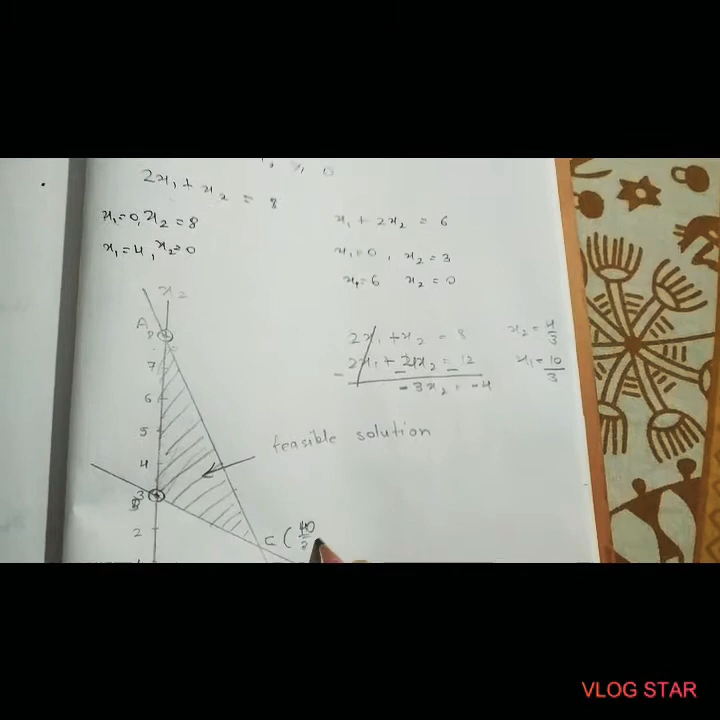 2x₁ + x₂ = 8
x₁=0, x₂ = 8
x₁=4, x₂=0
x₁ + 2x₂ = 6
x₁=0, x₂ = 3
x₁=6 x₂ = 0
2x₁ + x₂ = 8
- 2x₁ + 4x₂ = 12
- 3x₂ = -4
x₂ = 4/3
x₁ = 10/3
x₂
A
8
7
6
5
4
B 3
2
feasible solution
C ( 10/3
VLOG STAR